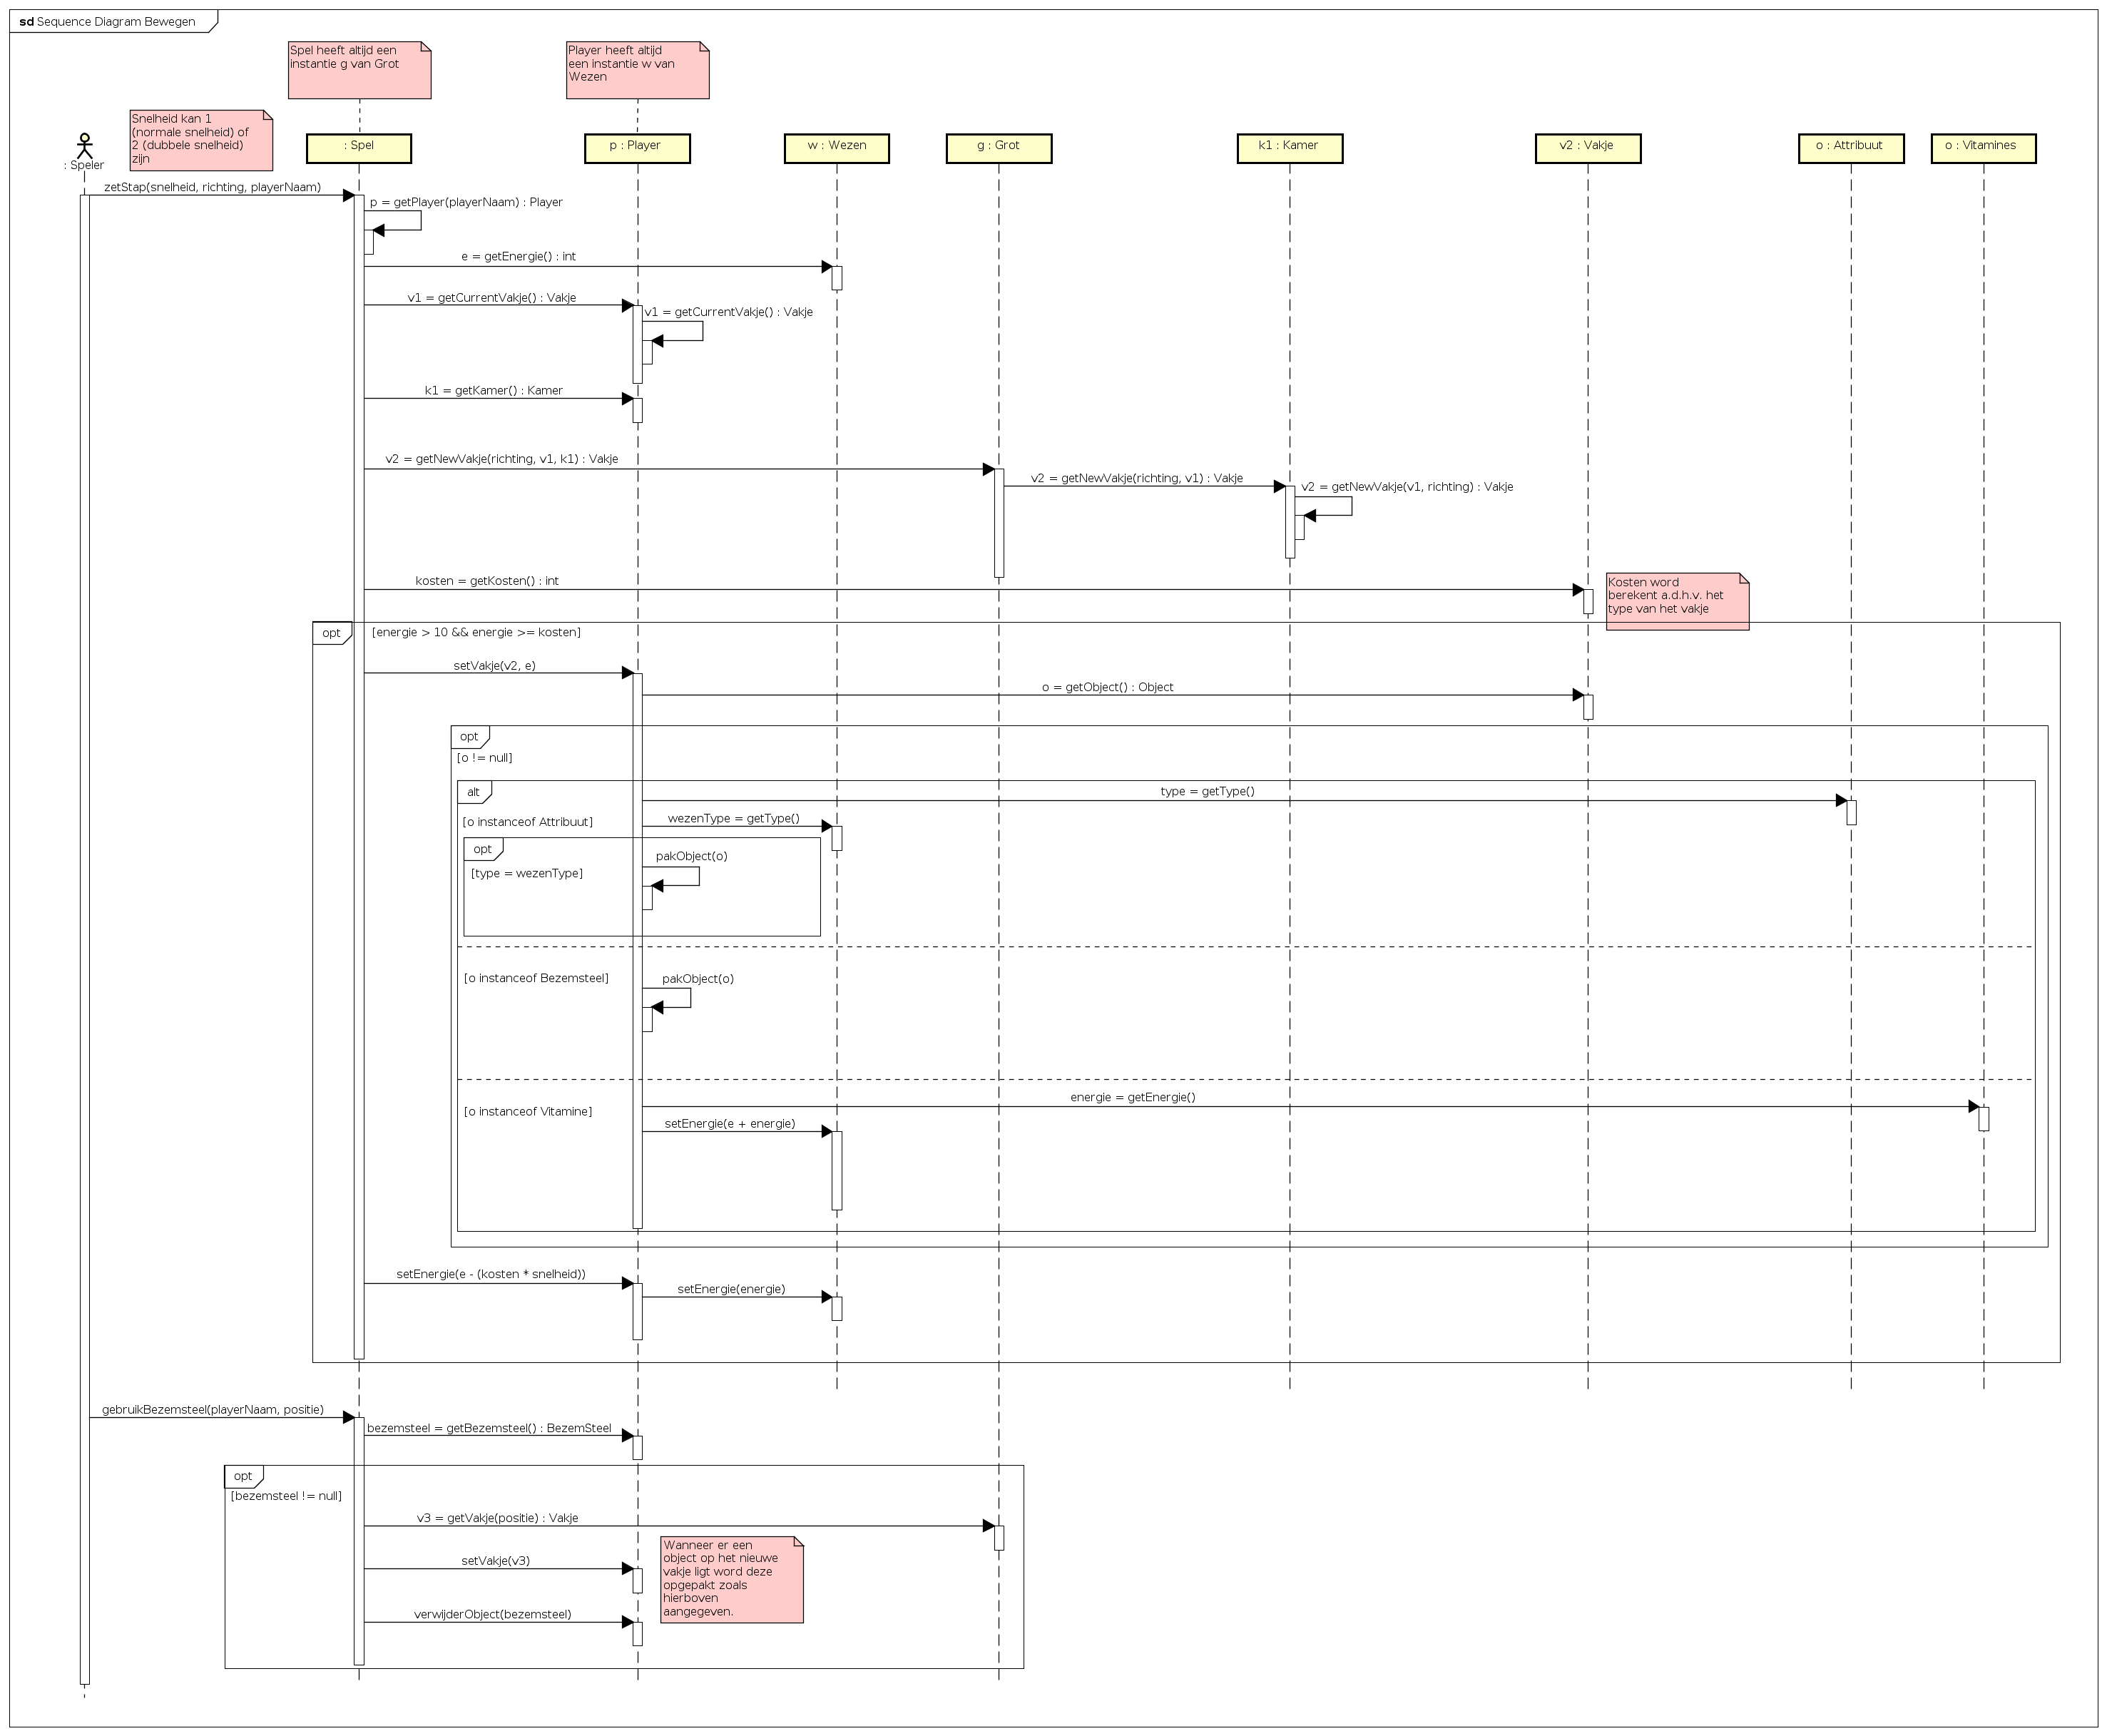 sd Sequence Diagram Bewegen
Spel heeft altijd een
instantie g van Grot
Player heeft altijd
een instantie w van
Wezen
Snelheid kan 1
(normale snelheid) of
2 (dubbele snelheid)
zijn
: Speler
: Spel
p : Player
w : Wezen
g : Grot
k1 : Kamer
v2 : Vakje
o : Attribuut
o : Vitamines
zetStap(snelheid, richting, playerNaam)
p = getPlayer(playerNaam) : Player
e = getEnergie() : int
v1 = getCurrentVakje() : Vakje
v1 = getCurrentVakje() : Vakje
k1 = getKamer() : Kamer
v2 = getNewVakje(richting, v1, k1) : Vakje
v2 = getNewVakje(richting, v1) : Vakje
v2 = getNewVakje(v1, richting) : Vakje
kosten = getKosten() : int
Kosten word
berekent a.d.h.v. het
type van het vakje
opt
[energie > 10 && energie >= kosten]
setVakje(v2, e)
o = getObject() : Object
opt
[o != null]
alt
type = getType()
[o instanceof Attribuut]
wezenType = getType()
opt
pakObject(o)
[type = wezenType]
[o instanceof Bezemsteel]
pakObject(o)
energie = getEnergie()
[o instanceof Vitamine]
setEnergie(e + energie)
setEnergie(e - (kosten * snelheid))
setEnergie(energie)
gebruikBezemsteel(playerNaam, positie)
bezemsteel = getBezemsteel() : BezemSteel
opt
[bezemsteel != null]
v3 = getVakje(positie) : Vakje
Wanneer er een
object op het nieuwe
vakje ligt word deze
opgepakt zoals
hierboven
aangegeven.
setVakje(v3)
verwijderObject(bezemsteel)